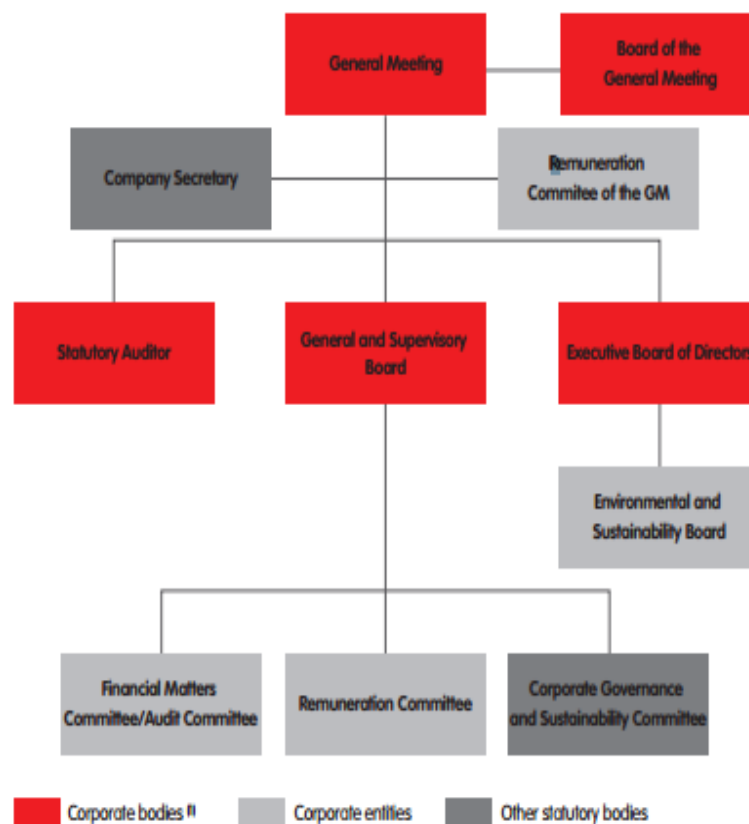 General Meeting
Board of the
General Meeting
Company Secretary
Remuneration
Commitee of the GM
Statutory Auditor
General and Supervisory
Board
Executive Board of Directors
Environmental and
Sustainability Board
Financial Matters
Committee/Audit Committee
Remuneration Committee
Corporate Governance
and Sustainability Committee
Corporate bodies
Corporate entities
Other statutory bodies